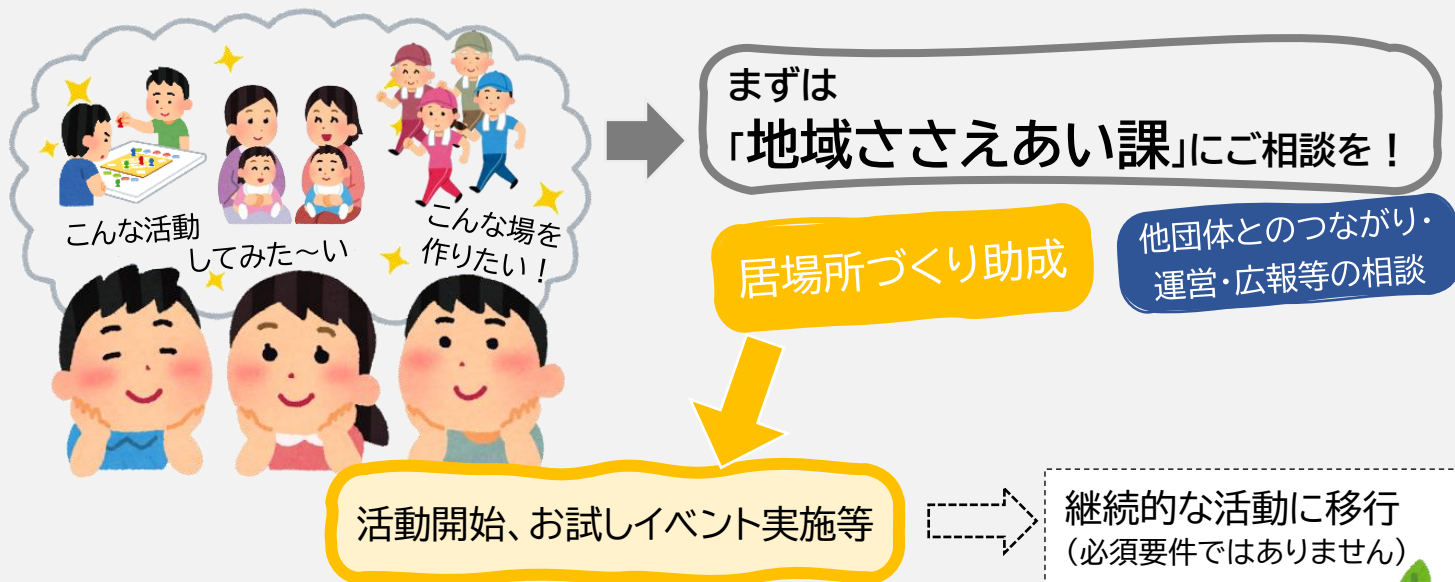 こんな活動
してみた～い
こんな場を
作りたい！
まずは
「地域ささえあい課」にご相談を！
居場所づくり助成
他団体とのつながり・
運営・広報等の相談
活動開始、お試しイベント実施等
継続的な活動に移行
（必須要件ではありません）